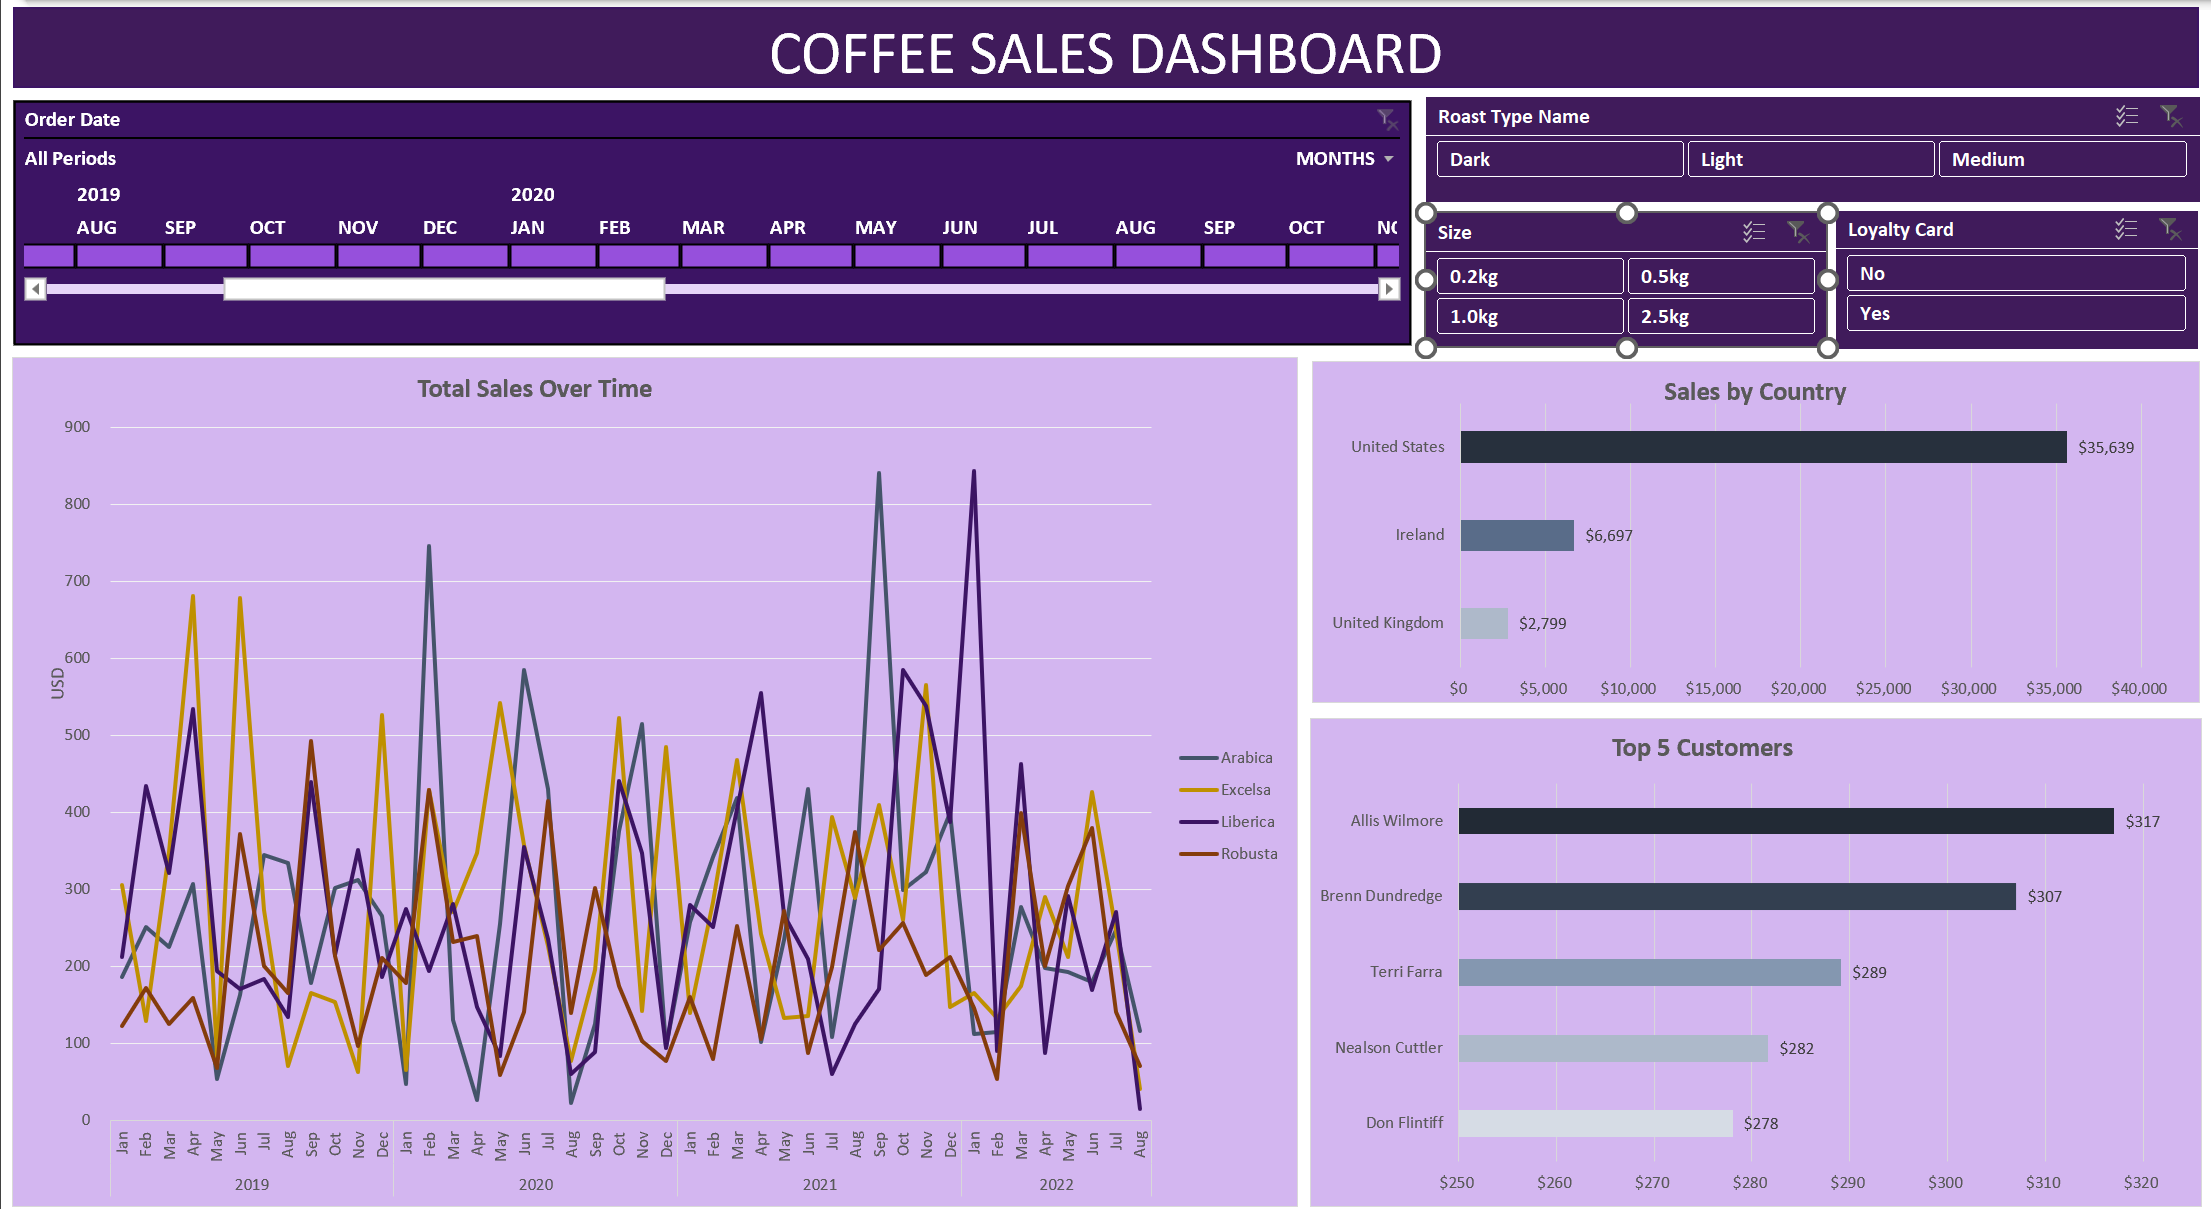 COFFEE SALES DASHBOARD
Order Date
All Periods
MONTHS
2019 2020
AUG SEP OCT NOV DEC JAN FEB MAR APR MAY JUN JUL AUG SEP OCT NO
Roast Type Name
Dark Light Medium
Size
0.2kg 0.5kg
1.0kg 2.5kg
Loyalty Card
No
Yes
Total Sales Over Time
900
800
700
600
500
400
300
200
100
0
USD
Jan Feb Mar Apr May Jun Jul Aug Sep Oct Nov Dec Jan Feb Mar Apr May Jun Jul Aug Sep Oct Nov Dec Jan Feb Mar Apr May Jun Jul Aug Sep Oct Nov Dec Jan Feb Mar Apr May Jun Jul Aug
2019 2020 2021 2022
Arabica
Excelsa
Liberica
Robusta
Sales by Country
United States $35,639
Ireland $6,697
United Kingdom $2,799
$0 $5,000 $10,000 $15,000 $20,000 $25,000 $30,000 $35,000 $40,000
Top 5 Customers
Allis Wilmore $317
Brenn Dundredge $307
Terri Farra $289
Nealson Cuttler $282
Don Flintiff $278
$250 $260 $270 $280 $290 $300 $310 $320